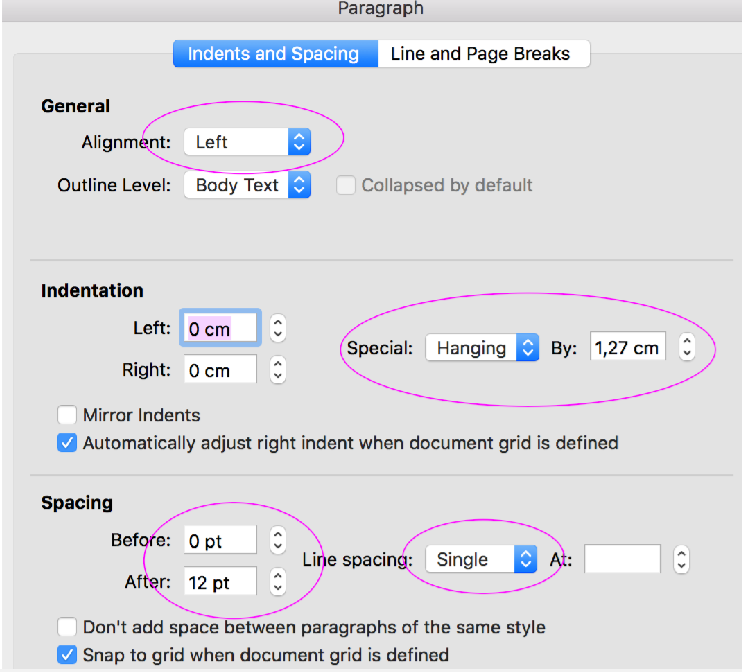 Paragraph
Indents and Spacing Line and Page Breaks
General
Alignment: Left
Outline Level: Body Text Collapsed by default
Indentation
Left: 0 cm
Special: Hanging By: 1,27 cm
Right: 0 cm
Mirror Indents
Automatically adjust right indent when document grid is defined
Spacing
Before: 0 pt
Line spacing: Single At:
After: 12 pt
Don't add space between paragraphs of the same style
Snap to grid when document grid is defined